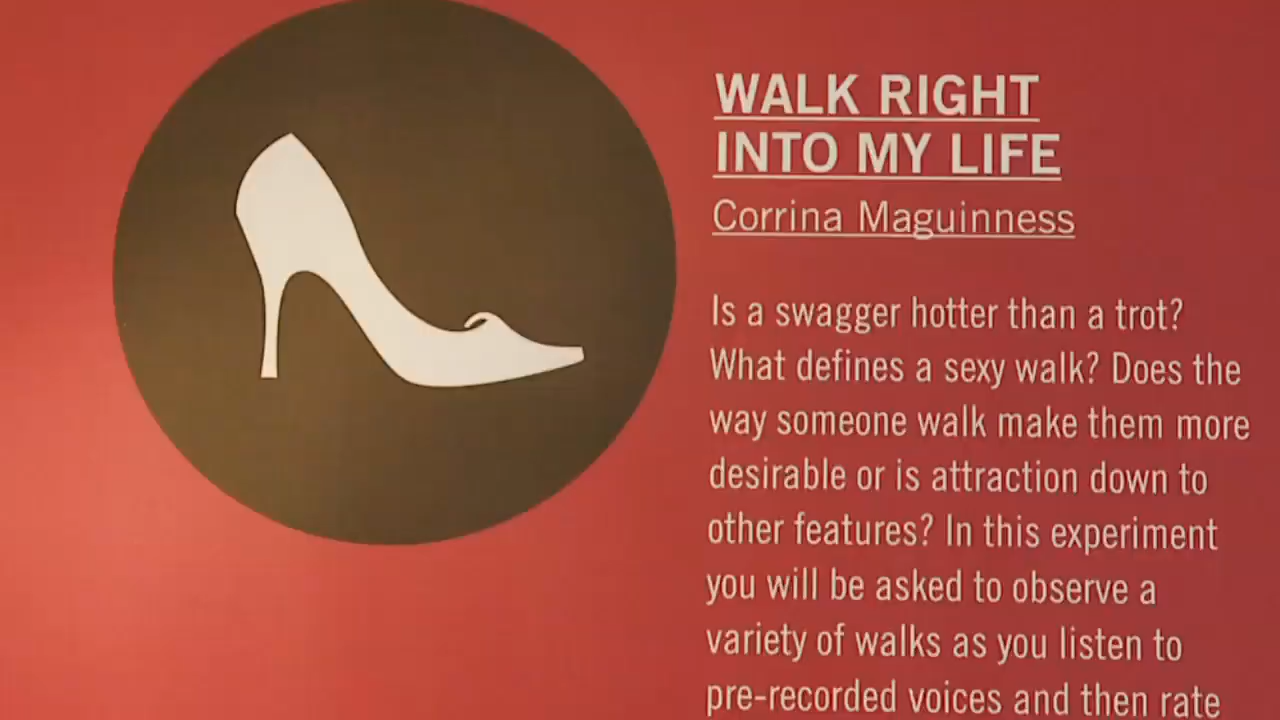 WALK RIGHT
INTO MY LIFE
Corrina Maguinness
Is a swagger hotter than a trot?
What defines a sexy walk? Does the
way someone walk make them more
desirable or is attraction down to
other features? In this experiment
you will be asked to observe a
variety of walks as you listen to
pre-recorded voices and then rate